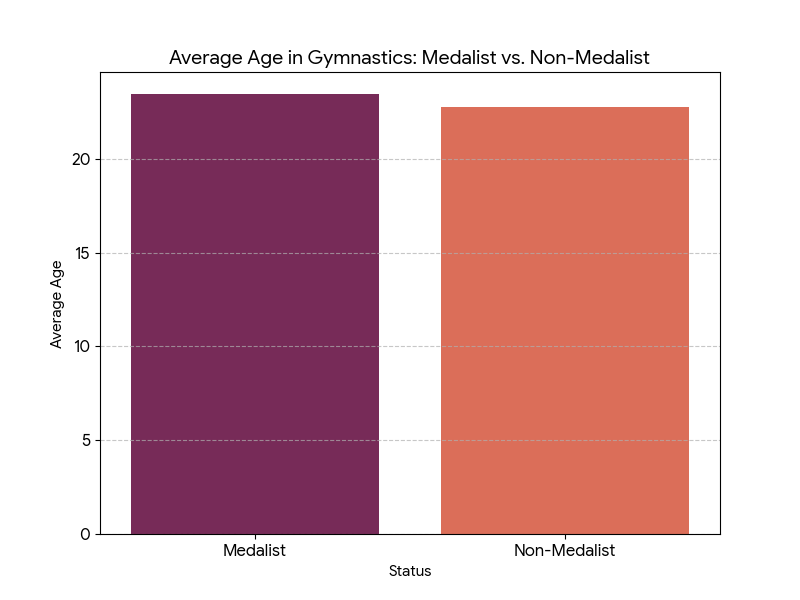 Average Age in Gymnastics: Medalist vs. Non-Medalist
20
15
10
5
0
Average Age
Medalist
Non-Medalist
Status